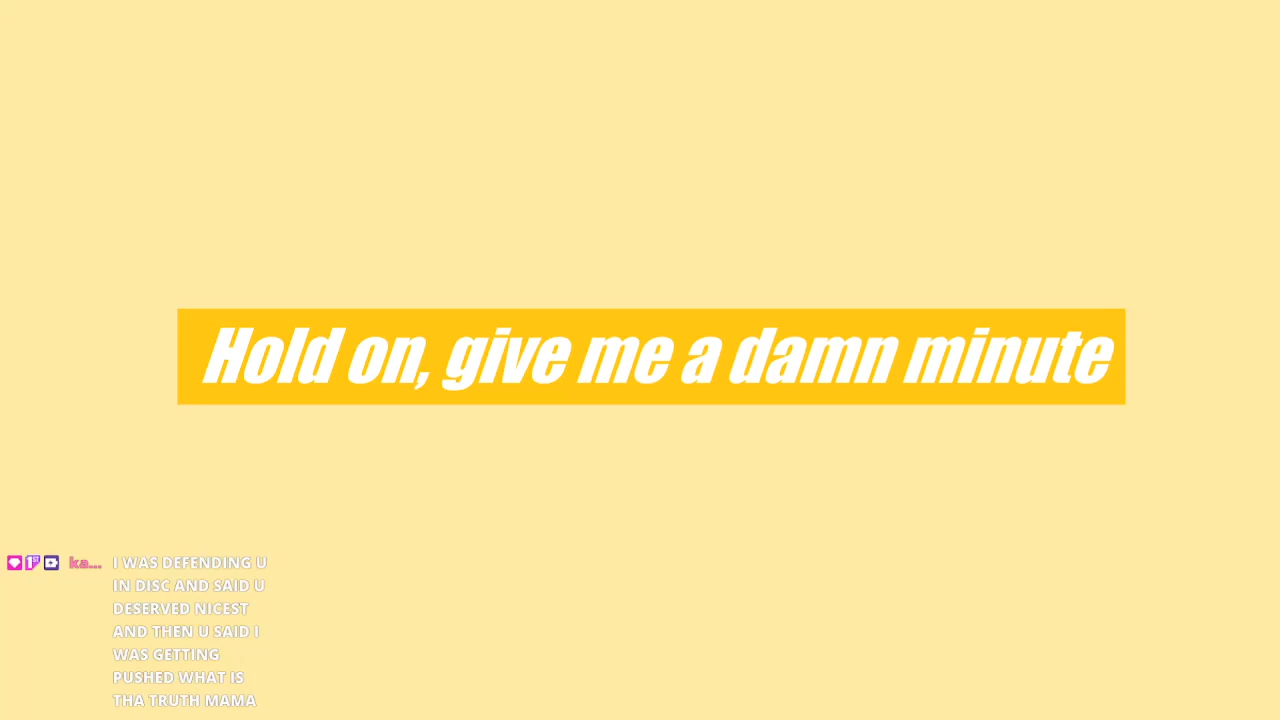 Hold on, give me a damn minute
ka... I WAS DEFENDING U
IN DISC AND SAID U
DESERVED NICEST
AND THEN U SAID I
WAS GETTING
PUSHED WHAT IS
THA TRUTH MAMA